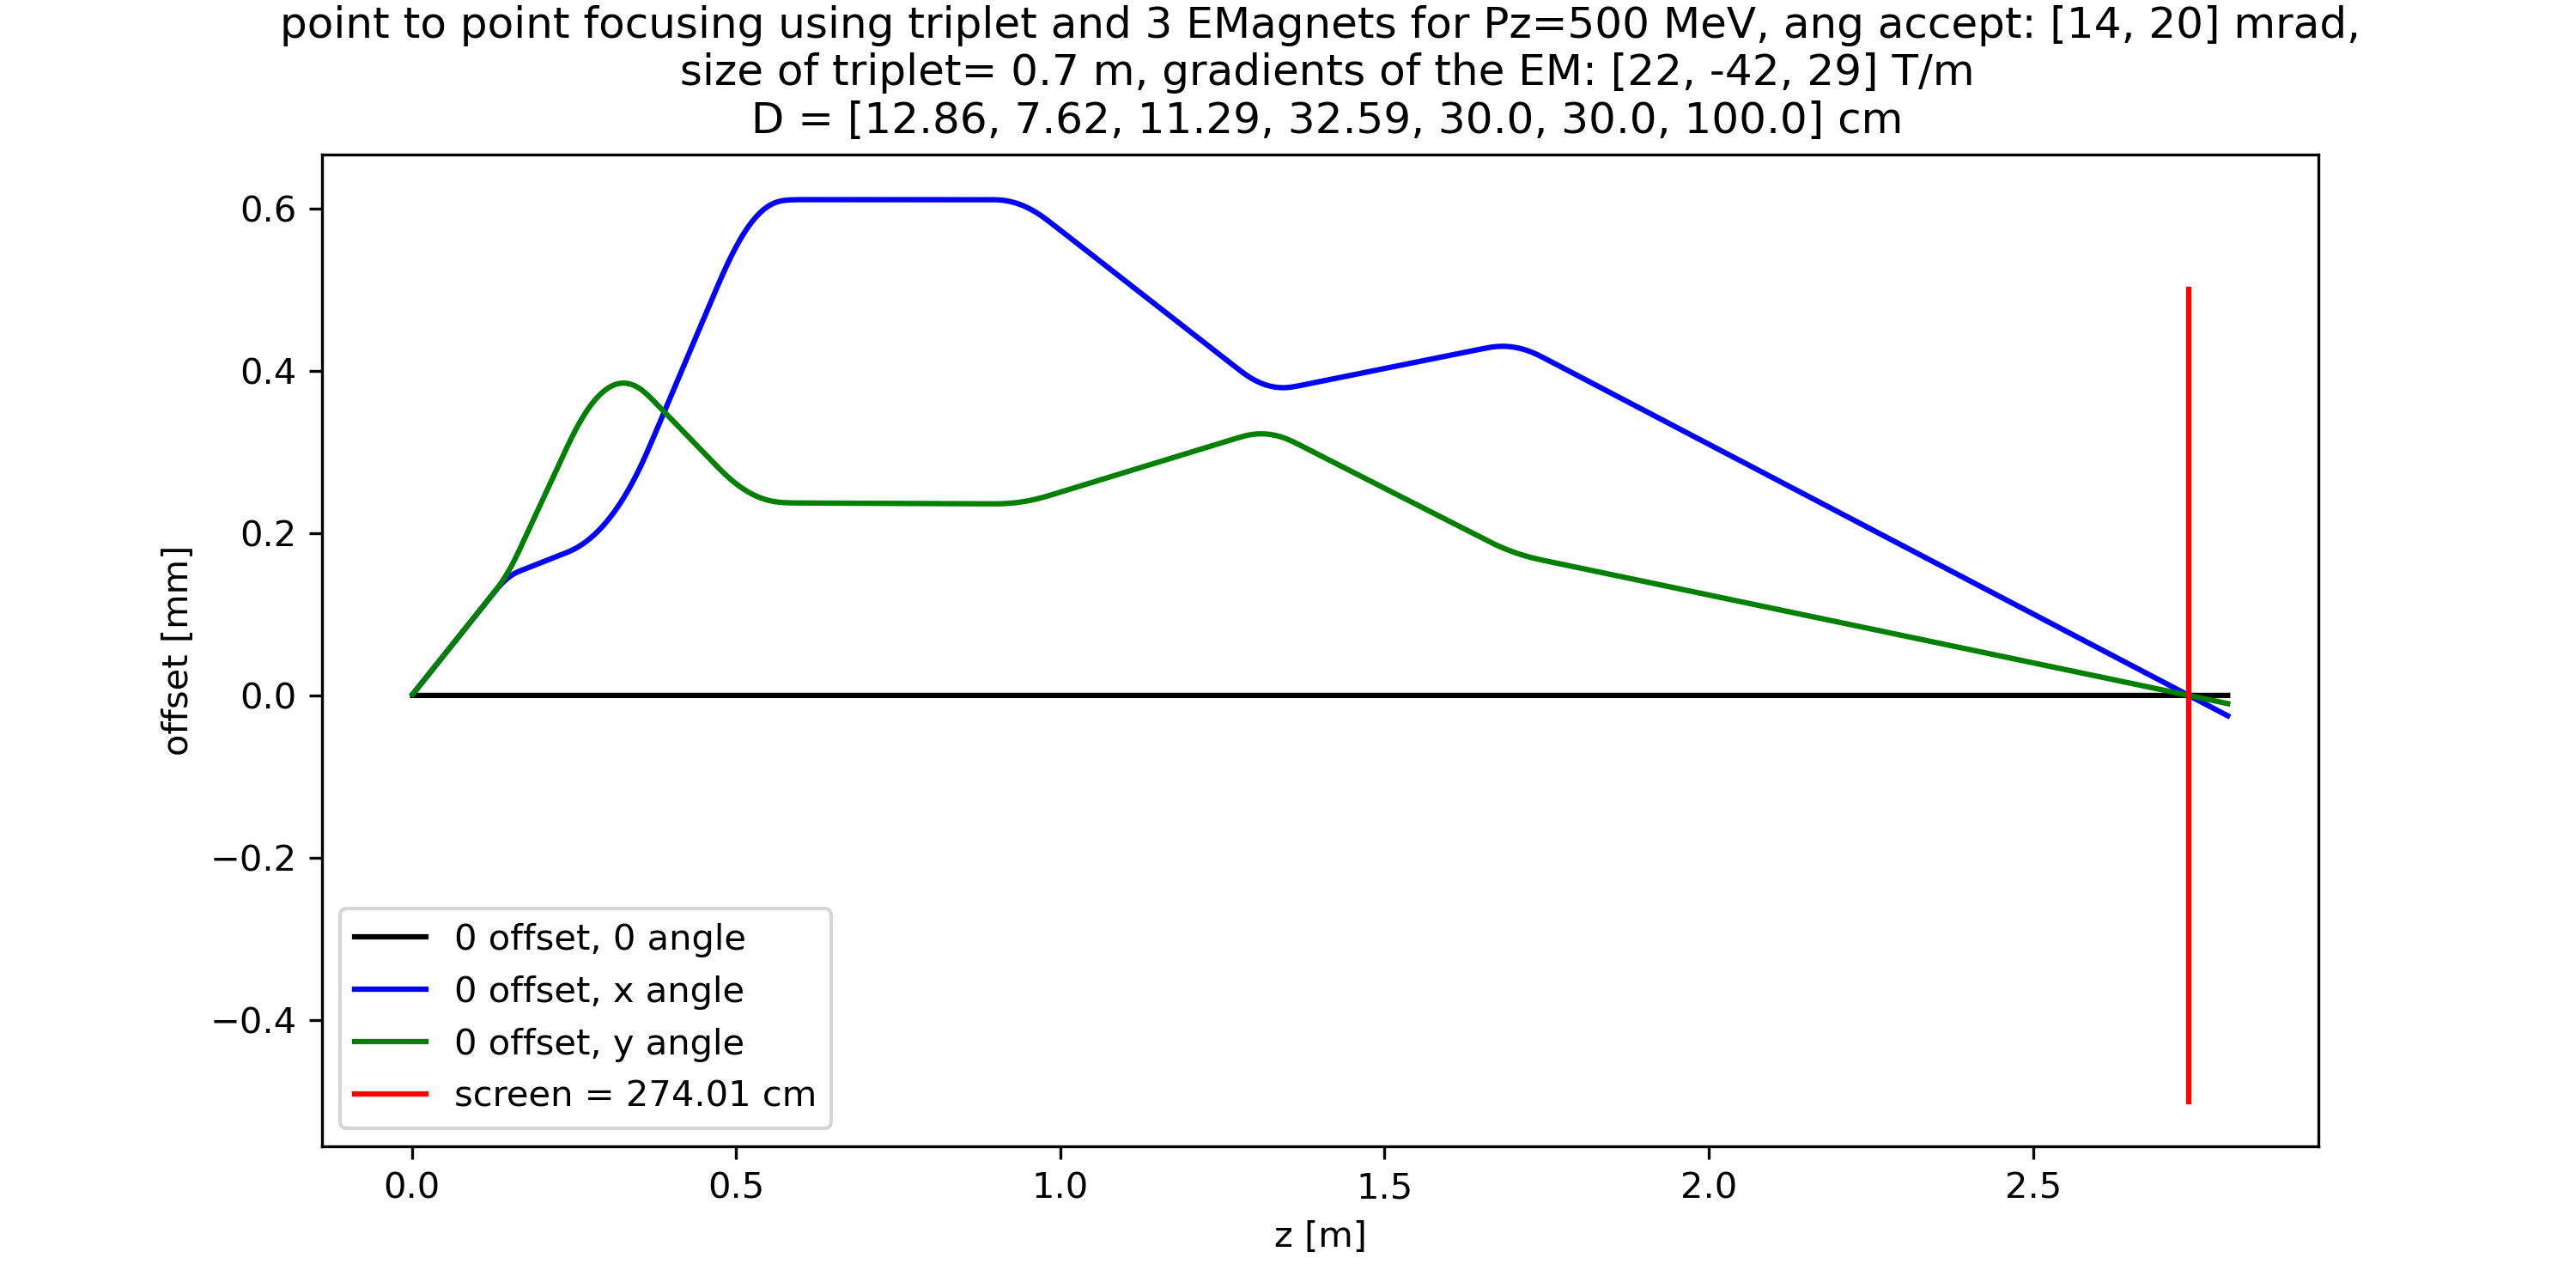 point to point focusing using triplet and 3 EMagnets for Pz=500 MeV, ang accept: [14, 20] mrad,
size of triplet= 0.7 m, gradients of the EM: [22, -42, 29] T/m
D = [12.86, 7.62, 11.29, 32.59, 30.0, 30.0, 100.0] cm
offset [mm]
0.6
0.4
0.2
0.0
−0.2
−0.4
0 offset, 0 angle
0 offset, x angle
0 offset, y angle
screen = 274.01 cm
0.0 0.5 1.0 1.5 2.0 2.5
z [m]